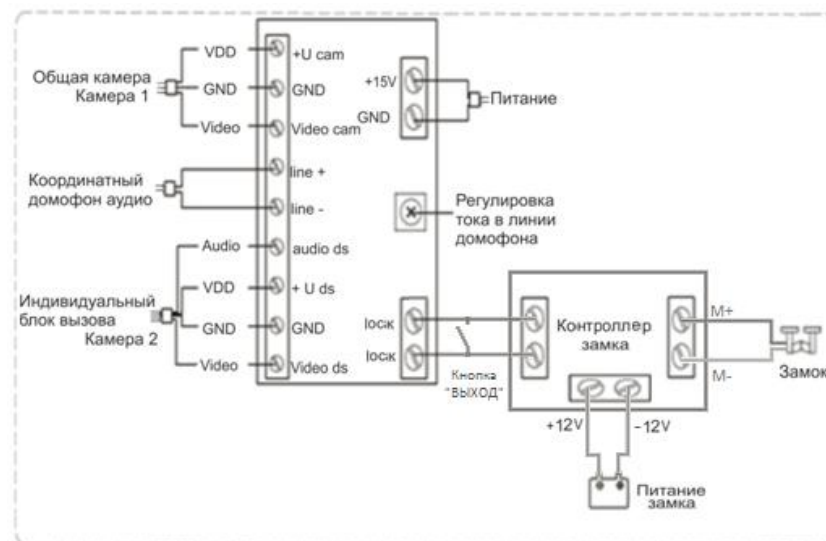 VDD
+U cam
Общая камера
Камера 1
GND
GND
Video
Video cam
Координатный
домофон аудио
line +
line -
Audio
audio ds
VDD
+ U ds
Индивидуальный
блок вызова
Камера 2
GND
GND
Video
Video ds
+15V
GND
Питание
Регулировка
тока в линии
домофона
locк
locк
Кнопка
"ВЫХОД"
Контроллер
замка
M+
M-
Замок
+12V
-12V
Питание
замка